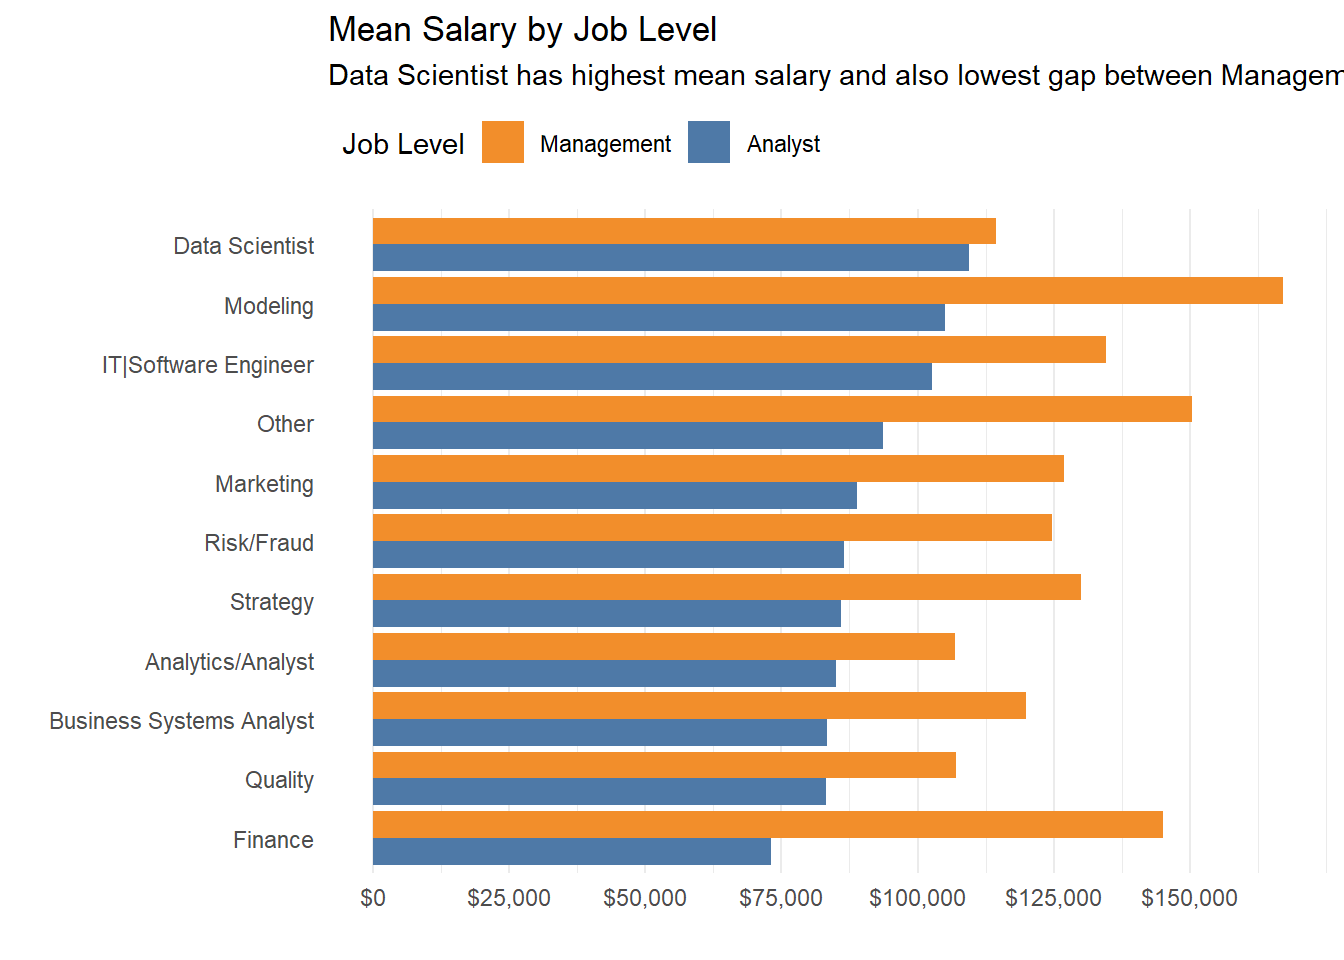 Mean Salary by Job Level
Data Scientist has highest mean salary and also lowest gap between
Job Level Management Analyst
Data Scientist
Modeling
IT|Software Engineer
Other
Marketing
Risk/Fraud
Strategy
Analytics/Analyst
Business Systems Analyst
Quality
Finance
$0 $25,000 $50,000 $75,000 $100,000 $125,000 $150,000